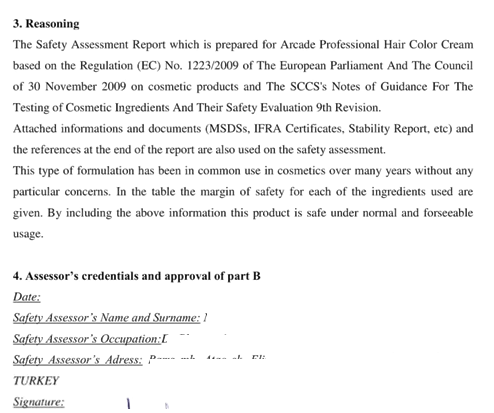 3. Reasoning
The Safety Assessment Report which is prepared for Arcade Professional Hair Color Cream
based on the Regulation (EC) No. 1223/2009 of The European Parliament And The Council
of 30 November 2009 on cosmetic products and The SCCS's Notes of Guidance For The
Testing of Cosmetic Ingredients And Their Safety Evaluation 9th Revision.
Attached informations and documents (MSDSs, IFRA Certificates, Stability Report, etc) and
the references at the end of the report are also used on the safety assessment.
This type of formulation has been in common use in cosmetics over many years without any
particular concerns. In the table the margin of safety for each of the ingredients used are
given. By including the above information this product is safe under normal and forseeable
usage.
4. Assessor's credentials and approval of part B
Date:
Safety Assessor's Name and Surname:
Safety Assessor's Occupation:
Safety Assessor's Adress:
TURKEY
Signature: